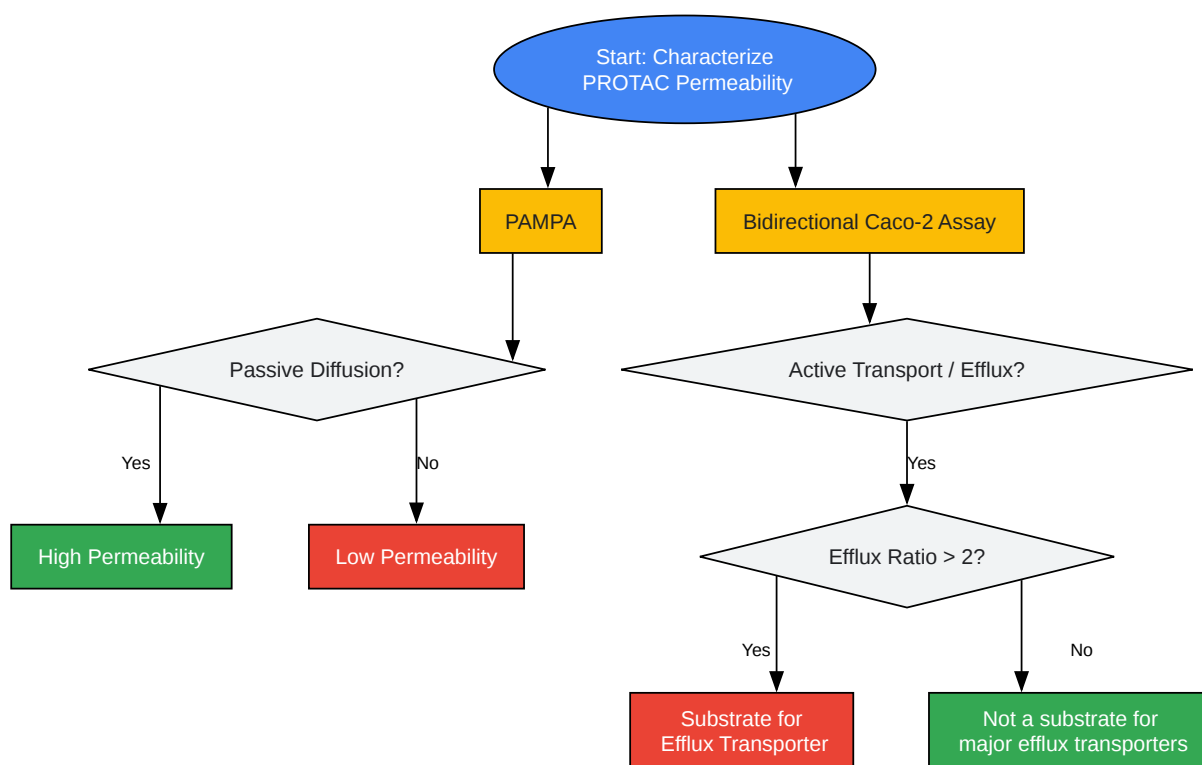 Start: Characterize
PROTAC Permeability
PAMPA
Bidirectional Caco-2 Assay
Passive Diffusion?
Active Transport / Efflux?
Yes
No
Yes
High Permeability
Low Permeability
Efflux Ratio > 2?
Yes
No
Substrate for
Efflux Transporter
Not a substrate for
major efflux transporters